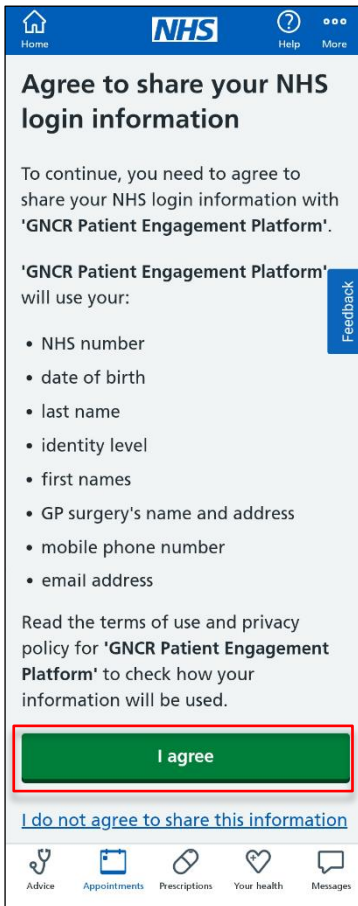 Home
NHS
Help
More
Agree to share your NHS
login information
To continue, you need to agree to
share your NHS login information with
'GNCR Patient Engagement Platform'.
'GNCR Patient Engagement Platform'
will use your:
Feedback
• NHS number
• date of birth
• last name
• identity level
• first names
• GP surgery's name and address
• mobile phone number
• email address
Read the terms of use and privacy
policy for 'GNCR Patient Engagement
Platform' to check how your
information will be used.
I agree
I do not agree to share this information
Advice
Appointments
Prescriptions
Your health
Messages